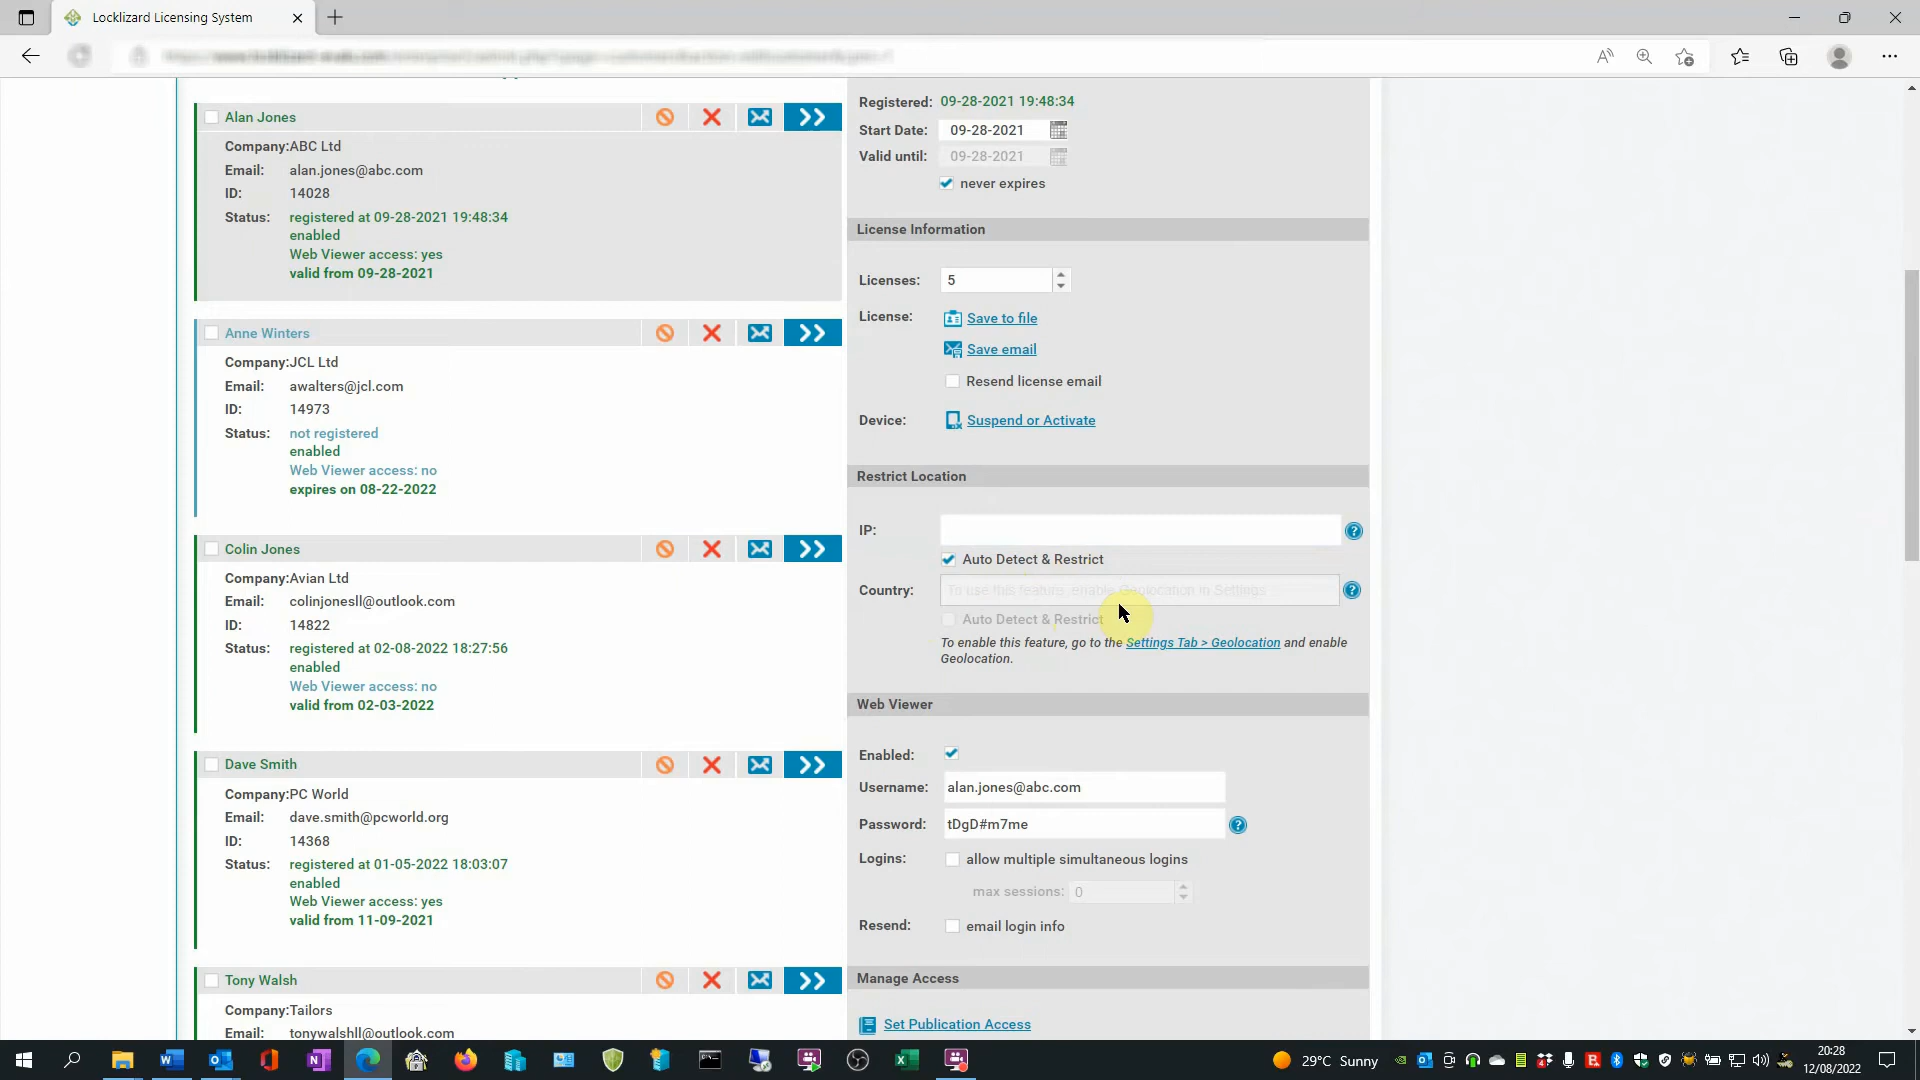 Locklizard Licensing System
Alan Jones
Company:ABC Ltd
Email: alan.jones@abc.com
ID: 14028
Status: registered at 09-28-2021 19:48:34
enabled
Web Viewer access: yes
valid from 09-28-2021
Anne Winters
Company:JCL Ltd
Email: awalters@jcl.com
ID: 14973
Status: not registered
enabled
Web Viewer access: no
expires on 08-22-2022
Colin Jones
Company:Avian Ltd
Email: colinjonesll@outlook.com
ID: 14822
Status: registered at 02-08-2022 18:27:56
enabled
Web Viewer access: no
valid from 02-03-2022
Dave Smith
Company:PC World
Email: dave.smith@pcworld.org
ID: 14368
Status: registered at 01-05-2022 18:03:07
enabled
Web Viewer access: yes
valid from 11-09-2021
Tony Walsh
Company:Tailors
Email: tonywalshll@outlook.com
Registered: 09-28-2021 19:48:34
Start Date: 09-28-2021
Valid until: 09-28-2021
never expires
License Information
Licenses: 5
License: Save to file
Save email
Resend license email
Device: Suspend or Activate
Restrict Location
IP:
Auto Detect & Restrict
Country: To use this feature, enable Geolocation in Settings ...
Auto Detect & Restrict
To enable this feature, go to the Settings Tab > Geolocation and enable
Geolocation.
Web Viewer
Enabled:
Username: alan.jones@abc.com
Password: tDgD#m7me
Logins: allow multiple simultaneous logins
max sessions: 0
Resend: email login info
Manage Access
Set Publication Access
29°C Sunny
20:28
12/08/2022